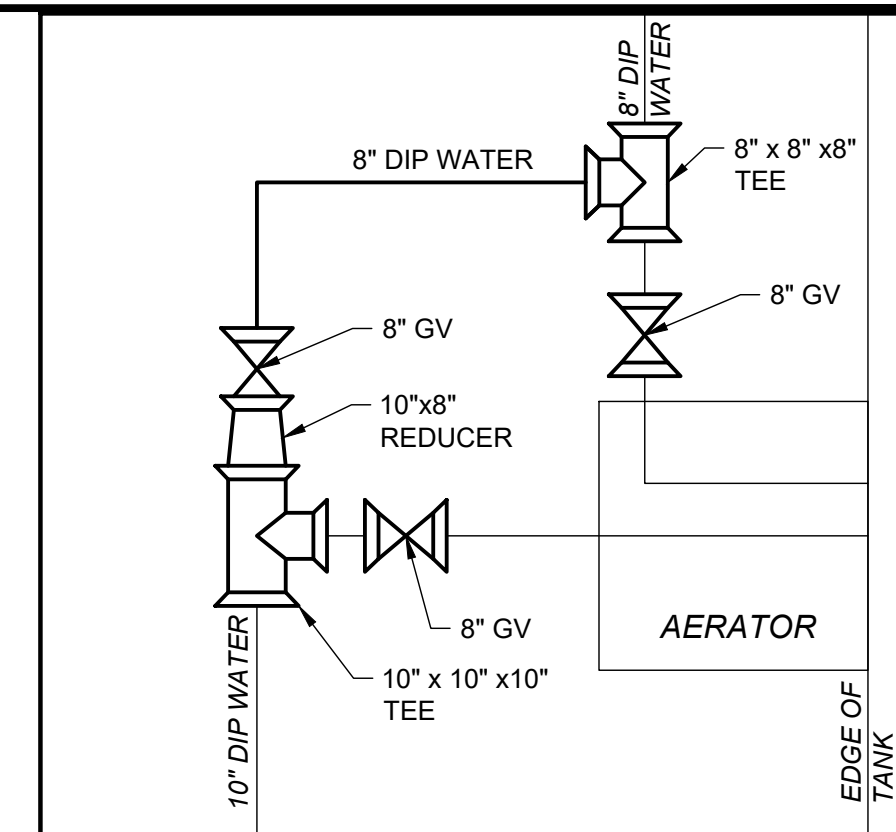 8" DIP
WATER
8" DIP WATER
8" x 8" x8"
TEE
8" GV
8" GV
10"x8"
REDUCER
8" GV
AERATOR
10" x 10" x10"
TEE
10" DIP WATER
EDGE OF
TANK